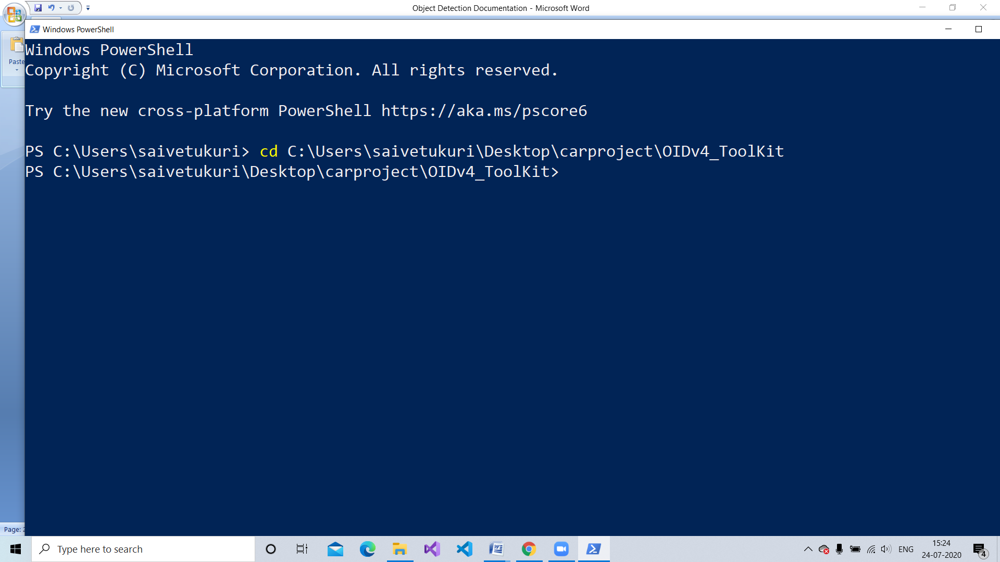 Object Detection Documentation - Microsoft Word
Windows PowerShell
Paste
Windows PowerShell
Copyright (C) Microsoft Corporation. All rights reserved.
Try the new cross-platform PowerShell https://aka.ms/pscore6
PS C:\Users\saivetukuri> cd C:\Users\saivetukuri\Desktop\carproject\OIDv4_ToolKit
PS C:\Users\saivetukuri\Desktop\carproject\OIDv4_ToolKit>
Page:
Type here to search
ENG
15:24
24-07-2020
4